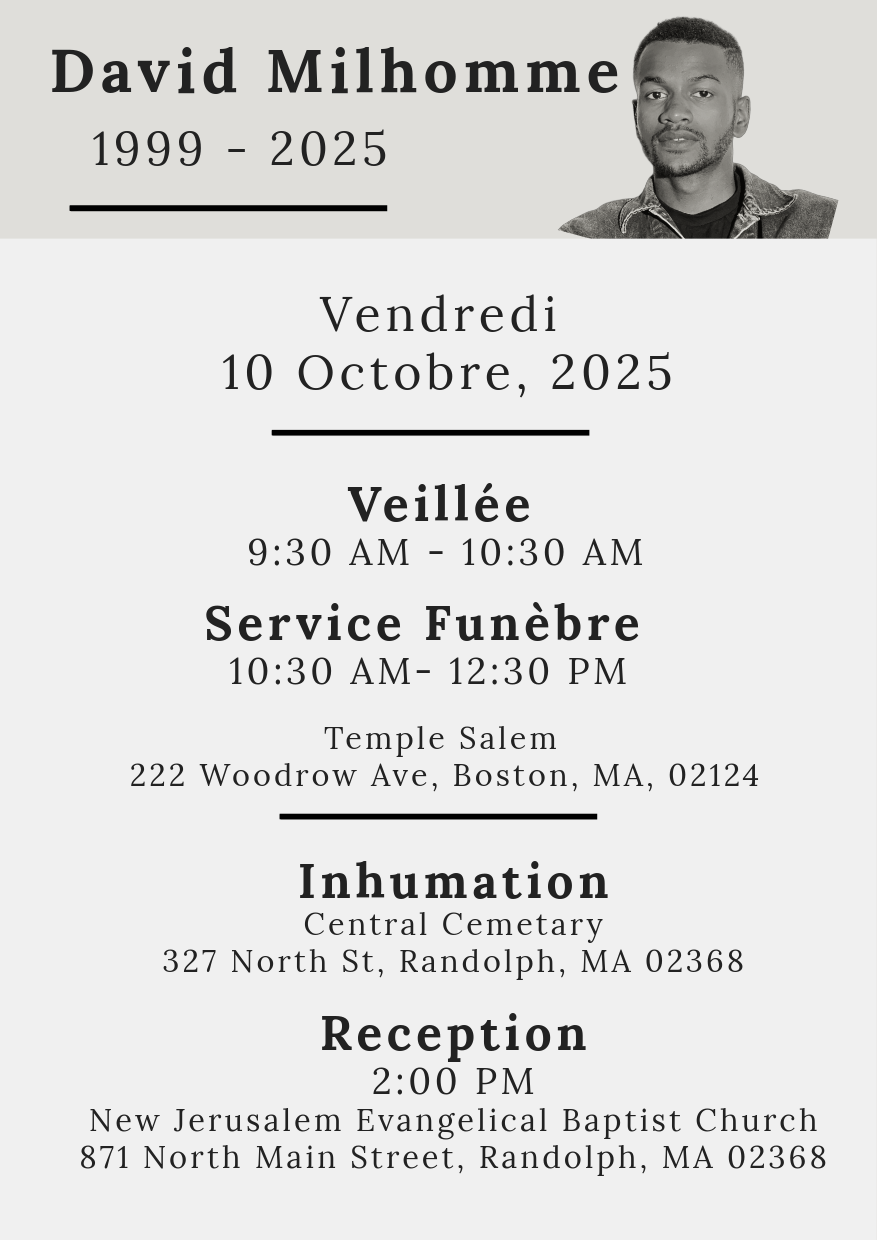 David Milhomme
1999 - 2025
Vendredi
10 Octobre, 2025
Veillée
9:30 AM - 10:30 AM
Service Funèbre
10:30 AM- 12:30 PM
Temple Salem
222 Woodrow Ave, Boston, MA, 02124
Inhumation
Central Cemetary
327 North St, Randolph, MA 02368
Reception
2:00 PM
New Jerusalem Evangelical Baptist Church
871 North Main Street, Randolph, MA 02368